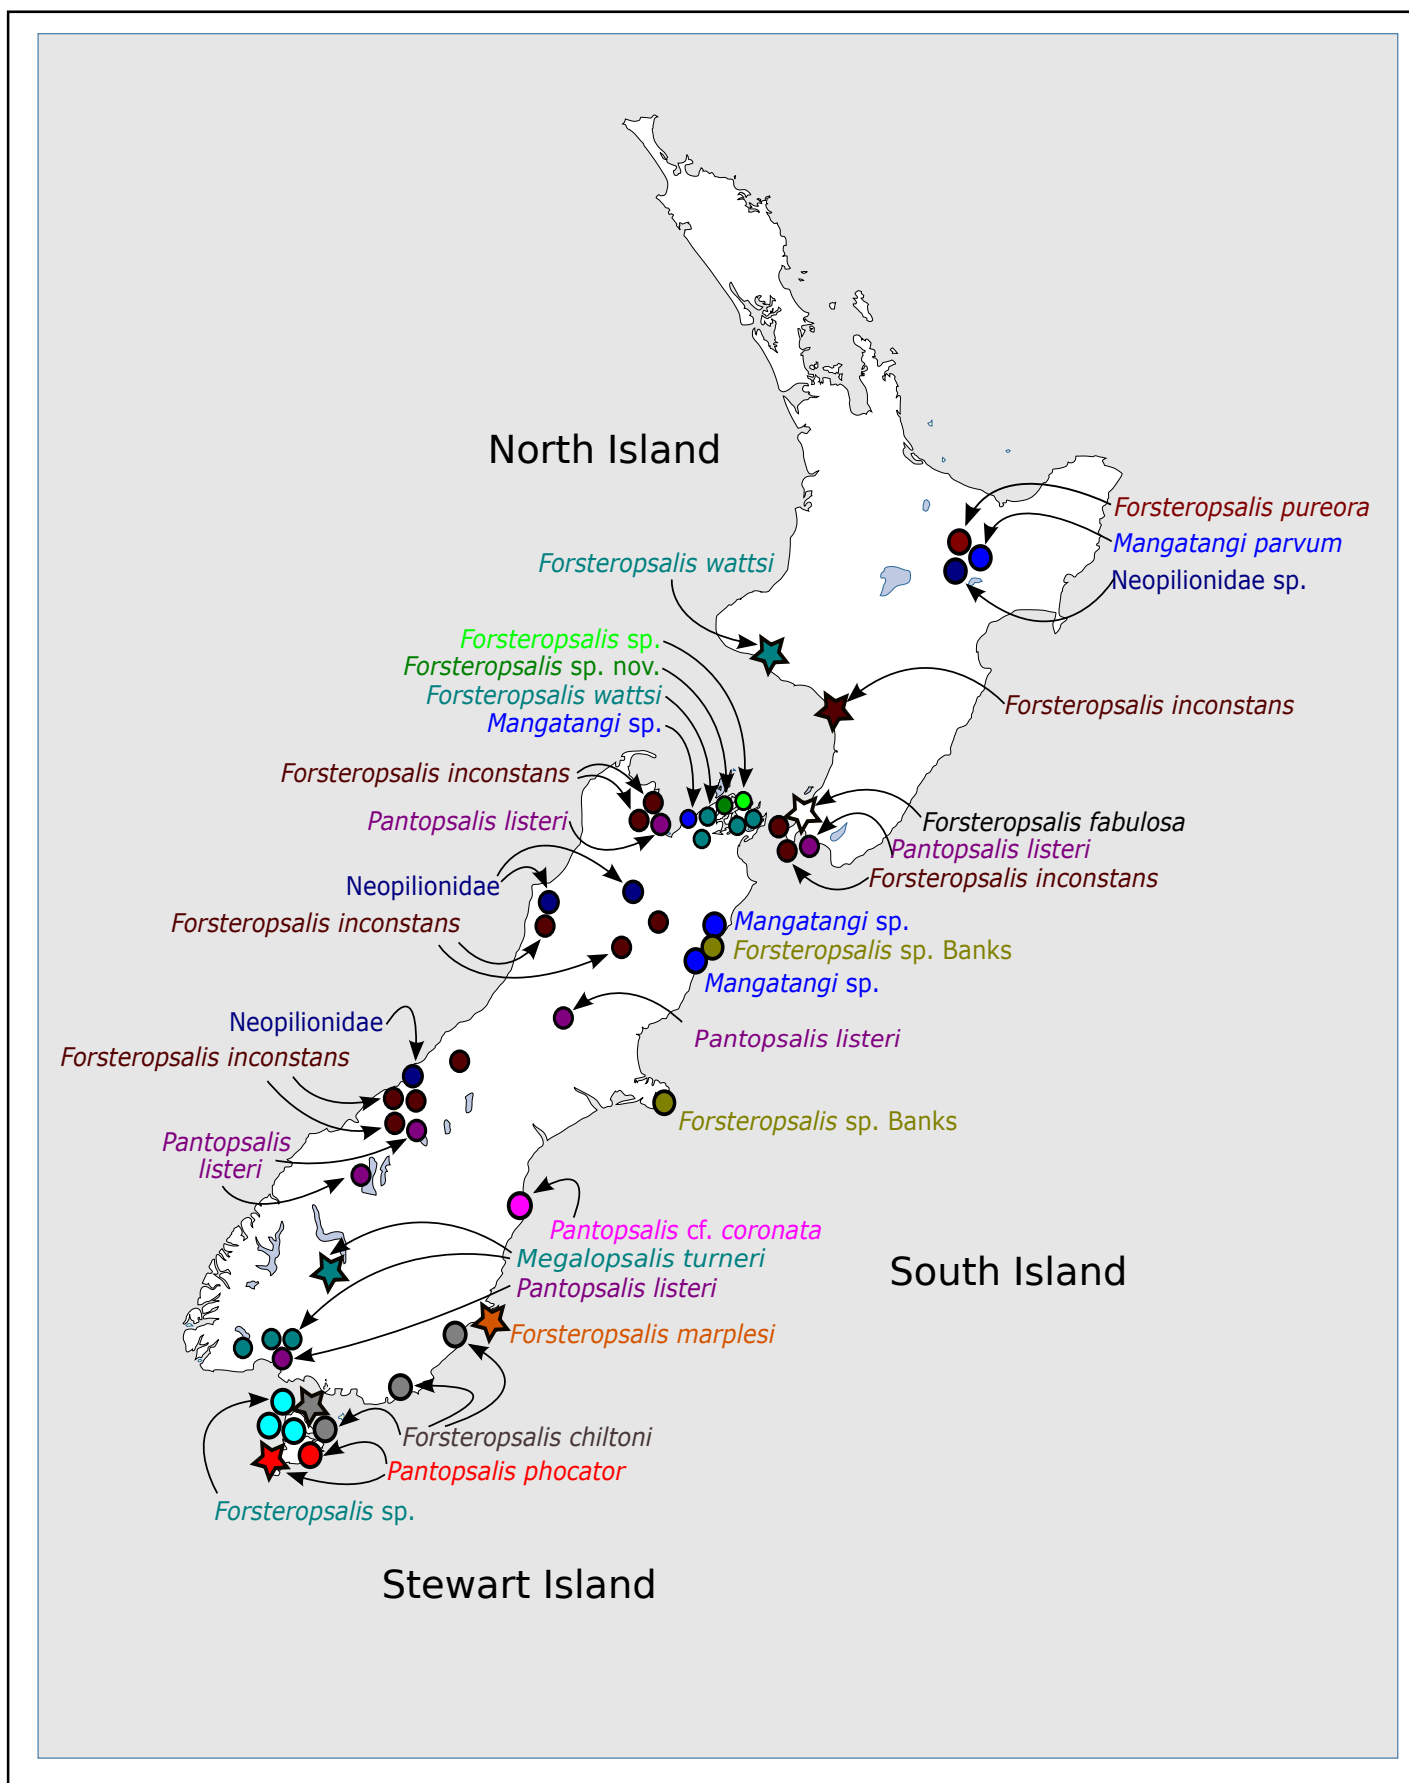 North Island
Forsteropsalis pureora
Mangatangi parvum
Forsteropsalis wattsi
Neopilionidae sp.
Forsteropsalis sp.
Forsteropsalis sp. nov.
Forsteropsalis wattsi
Forsteropsalis inconstans
Mangatangi sp.
Forsteropsalis inconstans
Pantopsalis listeri
Forsteropsalis fabulosa
Pantopsalis listeri
Forsteropsalis inconstans
Neopilionidae
Forsteropsalis inconstans
Mangatangi sp.
Forsteropsalis sp. Banks
Mangatangi sp.
Neopilionidae
Pantopsalis listeri
Forsteropsalis inconstans
Forsteropsalis sp. Banks
Pantopsalis
listeri
Pantopsalis cf. coronata
Megalopsalis turneri
South Island
Pantopsalis listeri
Forsteropsalis marplesi
Forsteropsalis chiltoni
Pantopsalis phocator
Forsteropsalis sp.
Stewart Island